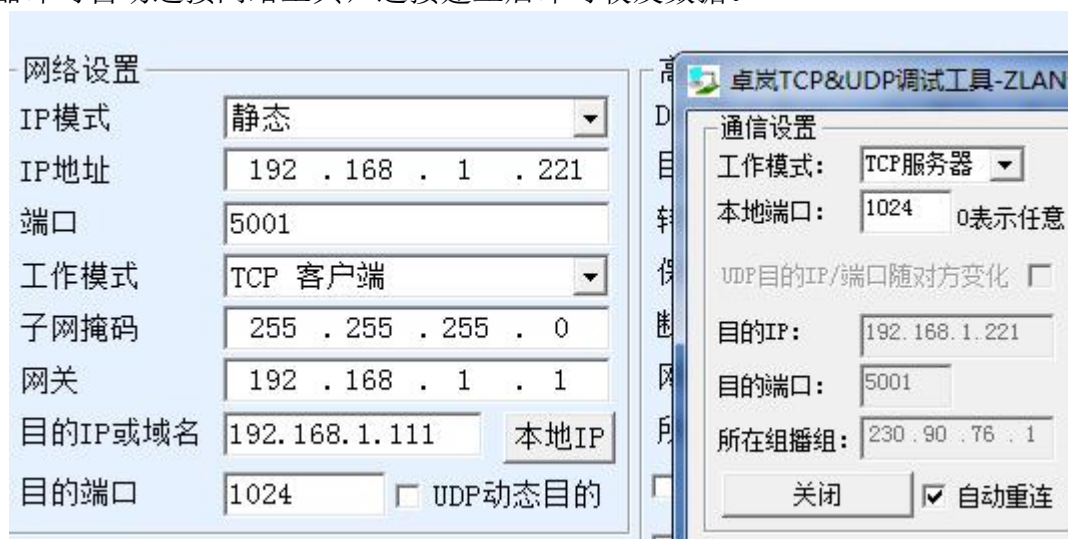 网络设置
IP模式 静态
IP地址 192 . 168 . 1 . 221
端口 5001
工作模式 TCP 客户端
子网掩码 255 . 255 . 255 . 0
网关 192 . 168 . 1 . 1
目的IP或域名 192.168.1.111 本地IP
目的端口 1024 UDP动态目的
卓岚TCP&UDP调试工具-ZLAN
通信设置
工作模式: TCP服务器
本地端口: 1024 0表示任意
UDP目的IP/端口随对方变化
目的IP: 192.168.1.221
目的端口: 5001
所在组播组: 230 .90 .76 . 1
关闭 自动重连